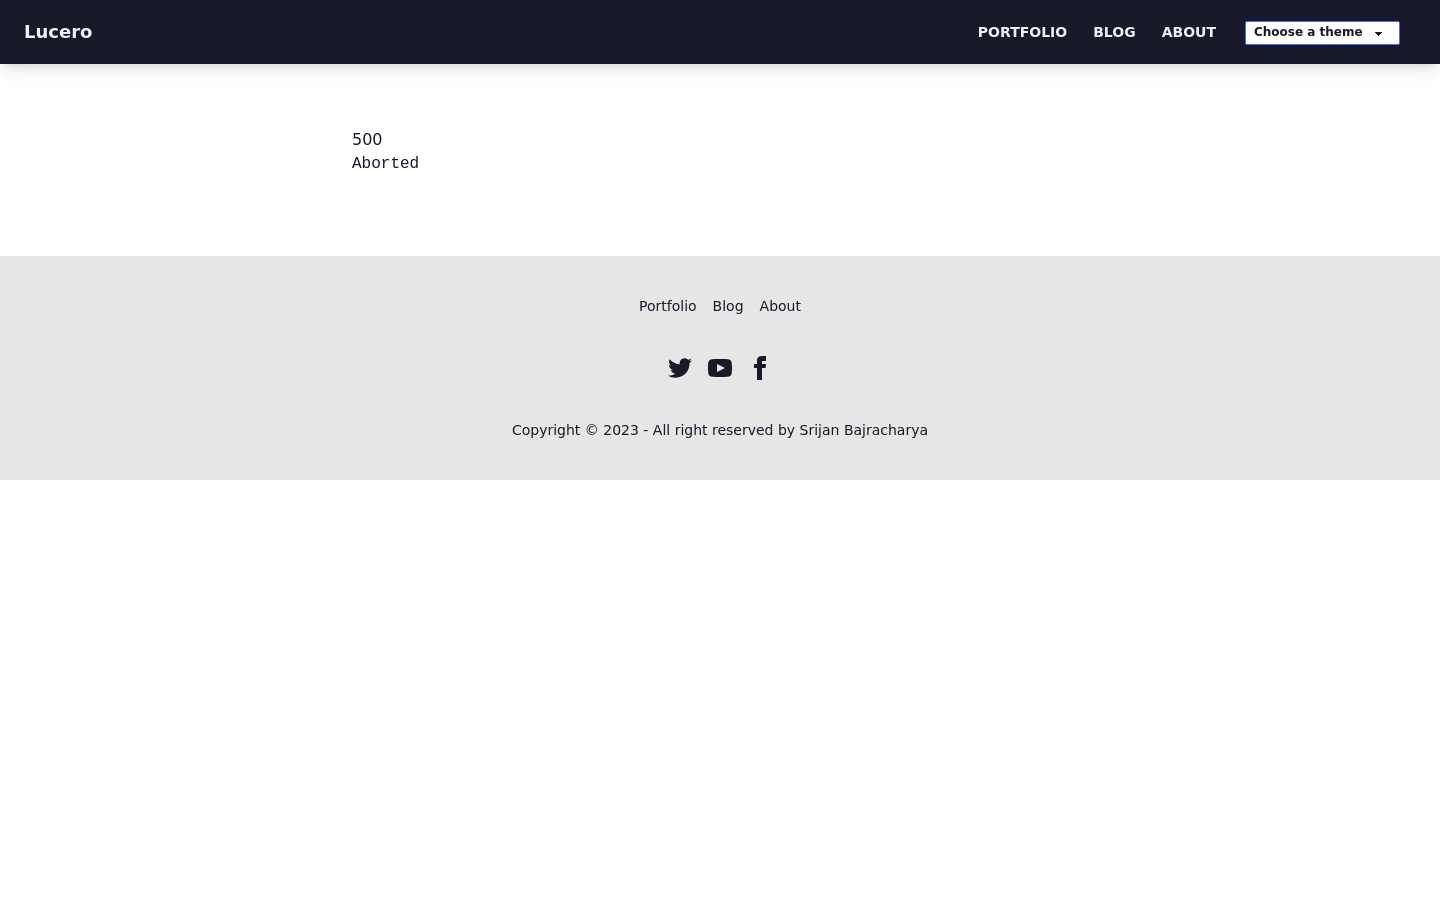 Lucero
PORTFOLIO BLOG ABOUT Choose a theme
500
Aborted
Portfolio Blog About
Copyright © 2023 - All right reserved by Srijan Bajracharya